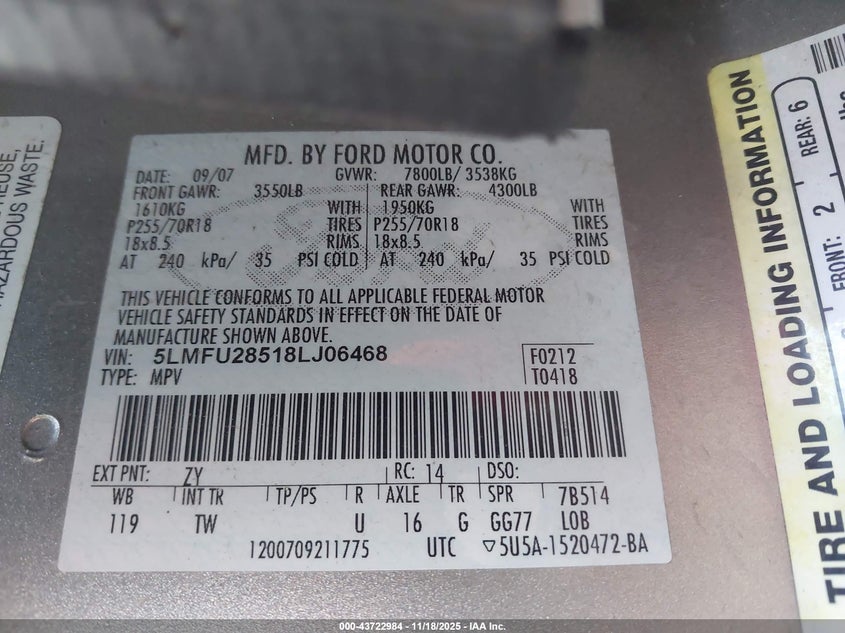 MFD. BY FORD MOTOR CO.
DATE: 09/07 GVWR: 7800LB/ 3538KG
FRONT GAWR: 3550LB REAR GAWR: 4300LB
1610KG WITH 1950KG WITH
P255/70R18 TIRES P255/70R18 TIRES
18x8.5 RIMS 18x8.5 RIMS
AT 240 kPa/ 35 PSI COLD AT 240 kPa/ 35 PSI COLD
THIS VEHICLE CONFORMS TO ALL APPLICABLE FEDERAL MOTOR
VEHICLE SAFETY STANDARDS IN EFFECT ON THE DATE OF
MANUFACTURE SHOWN ABOVE.
VIN: 5LMFU28518LJ06468 F0212
TYPE: MPV T0418
EXT PNT: ZY RC: 14 DSO:
WB INT TR TP/PS R AXLE TR SPR 7B514
119 TW U 16 G GG77 LOB
1200709211775 UTC ▽5U5A-1520472-BA
REUSE,
HAZARDOUS WASTE.
TIRE AND LOADING INFORMATION
REAR: 6
FRONT: 2
000-43722984 - 11/18/2025 - IAA Inc.